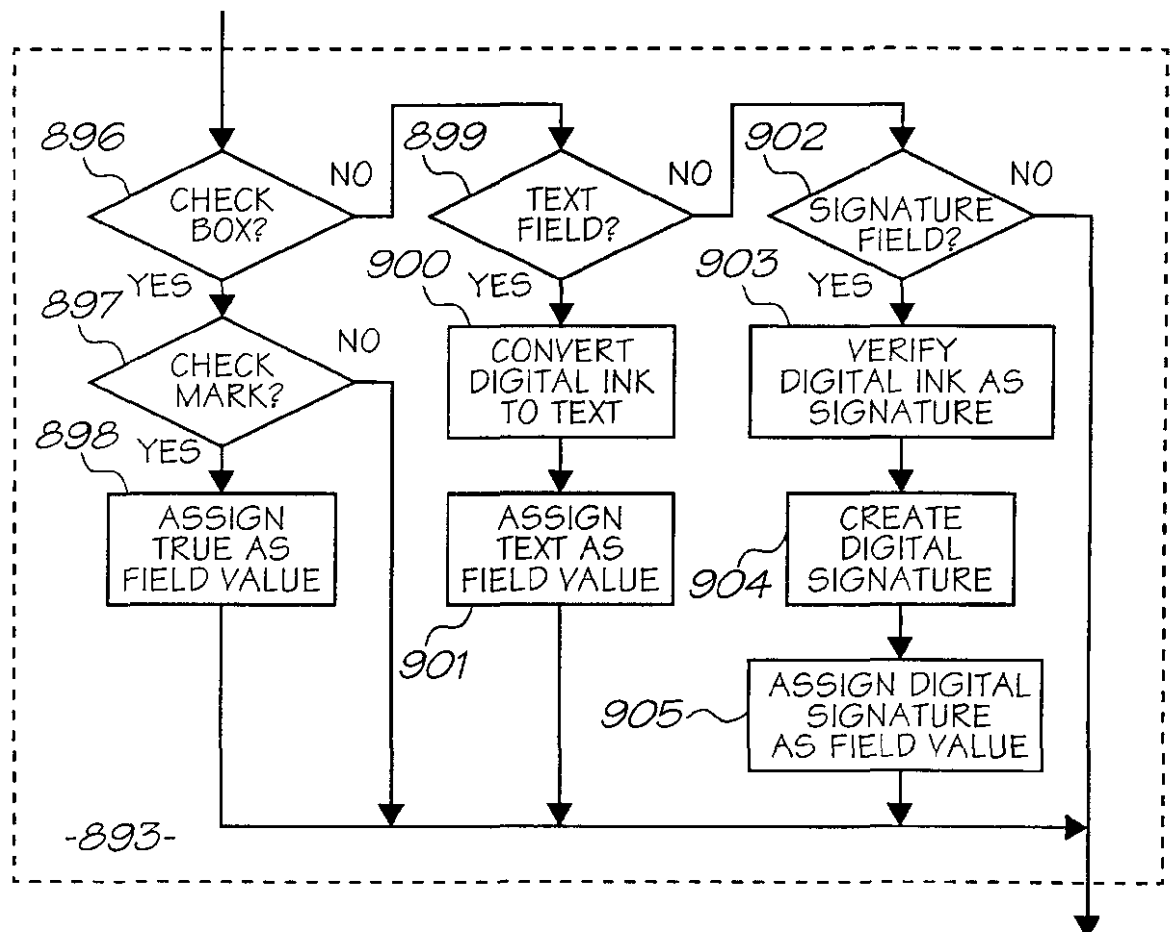 896
CHECK
BOX?
NO
YES
897
CHECK
MARK?
NO
YES
898
ASSIGN
TRUE AS
FIELD VALUE
899
TEXT
FIELD?
NO
YES
900
CONVERT
DIGITAL INK
TO TEXT
ASSIGN
TEXT AS
FIELD VALUE
901
902
SIGNATURE
FIELD?
NO
YES
903
VERIFY
DIGITAL INK AS
SIGNATURE
CREATE
DIGITAL
SIGNATURE
904
ASSIGN DIGITAL
SIGNATURE
AS FIELD VALUE
905
-893-